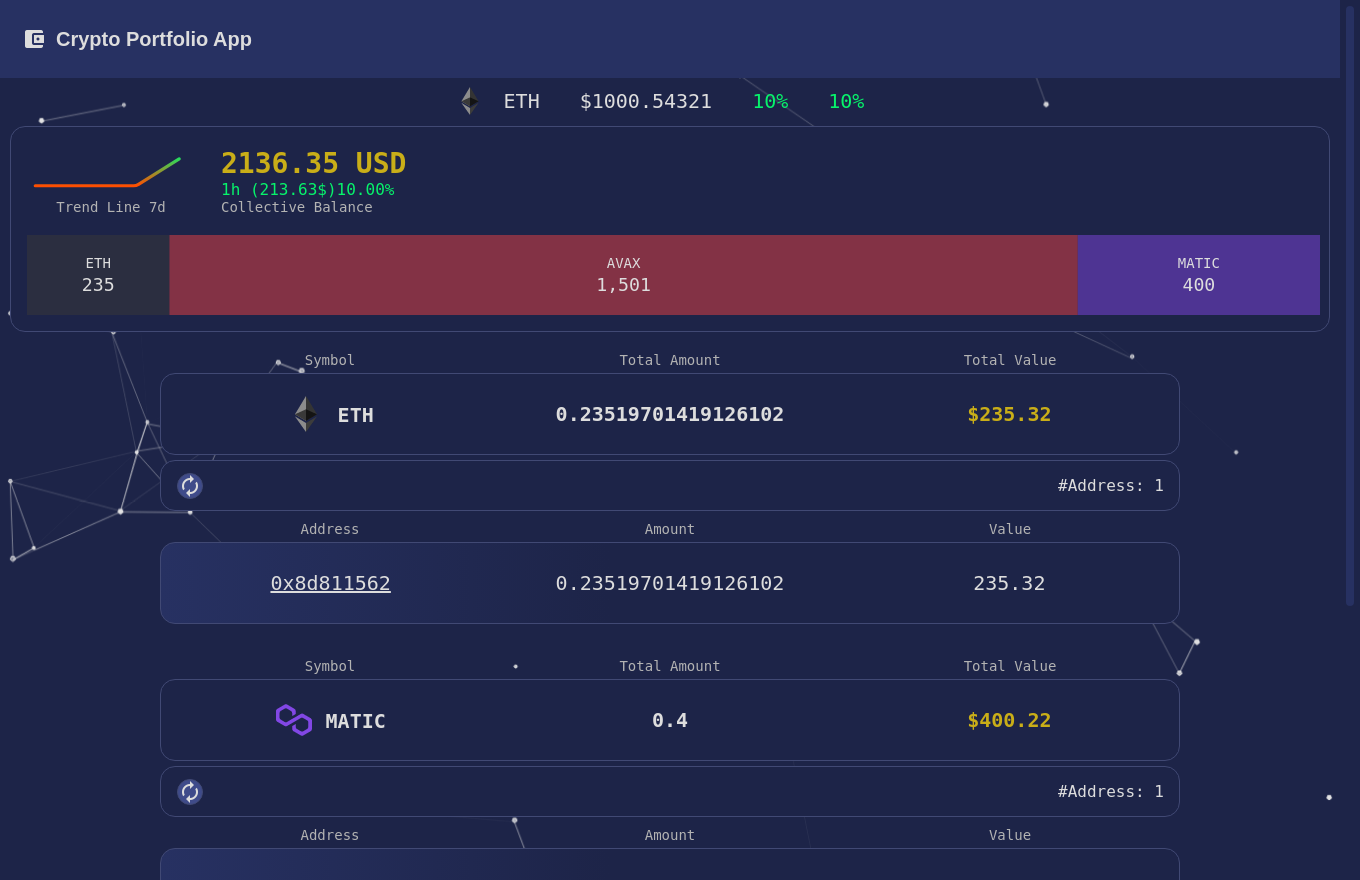 Crypto Portfolio App
ETH $1000.54321 10% 10%
2136.35 USD
1h (213.63$)10.00%
Trend Line 7d Collective Balance
ETH AVAX MATIC
235 1,501 400
Symbol Total Amount Total Value
ETH 0.23519701419126102 $235.32
#Address: 1
Address Amount Value
0x8d811562 0.23519701419126102 235.32
Symbol Total Amount Total Value
MATIC 0.4 $400.22
#Address: 1
Address Amount Value